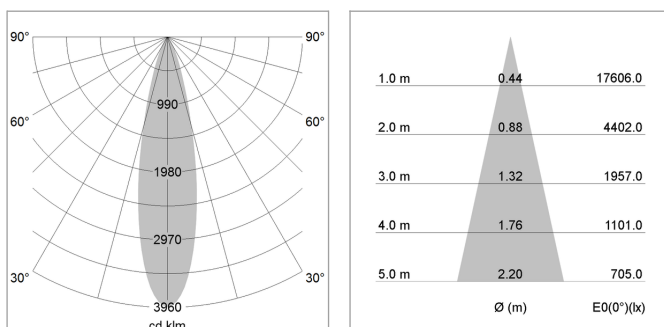 90° 90°
990
60° 60°
1980
2970
30° 30°
3960
cd klm
1.0 m 0.44 17606.0
2.0 m 0.88 4402.0
3.0 m 1.32 1957.0
4.0 m 1.76 1101.0
5.0 m 2.20 705.0
Ø (m) E0(0°)(lx)